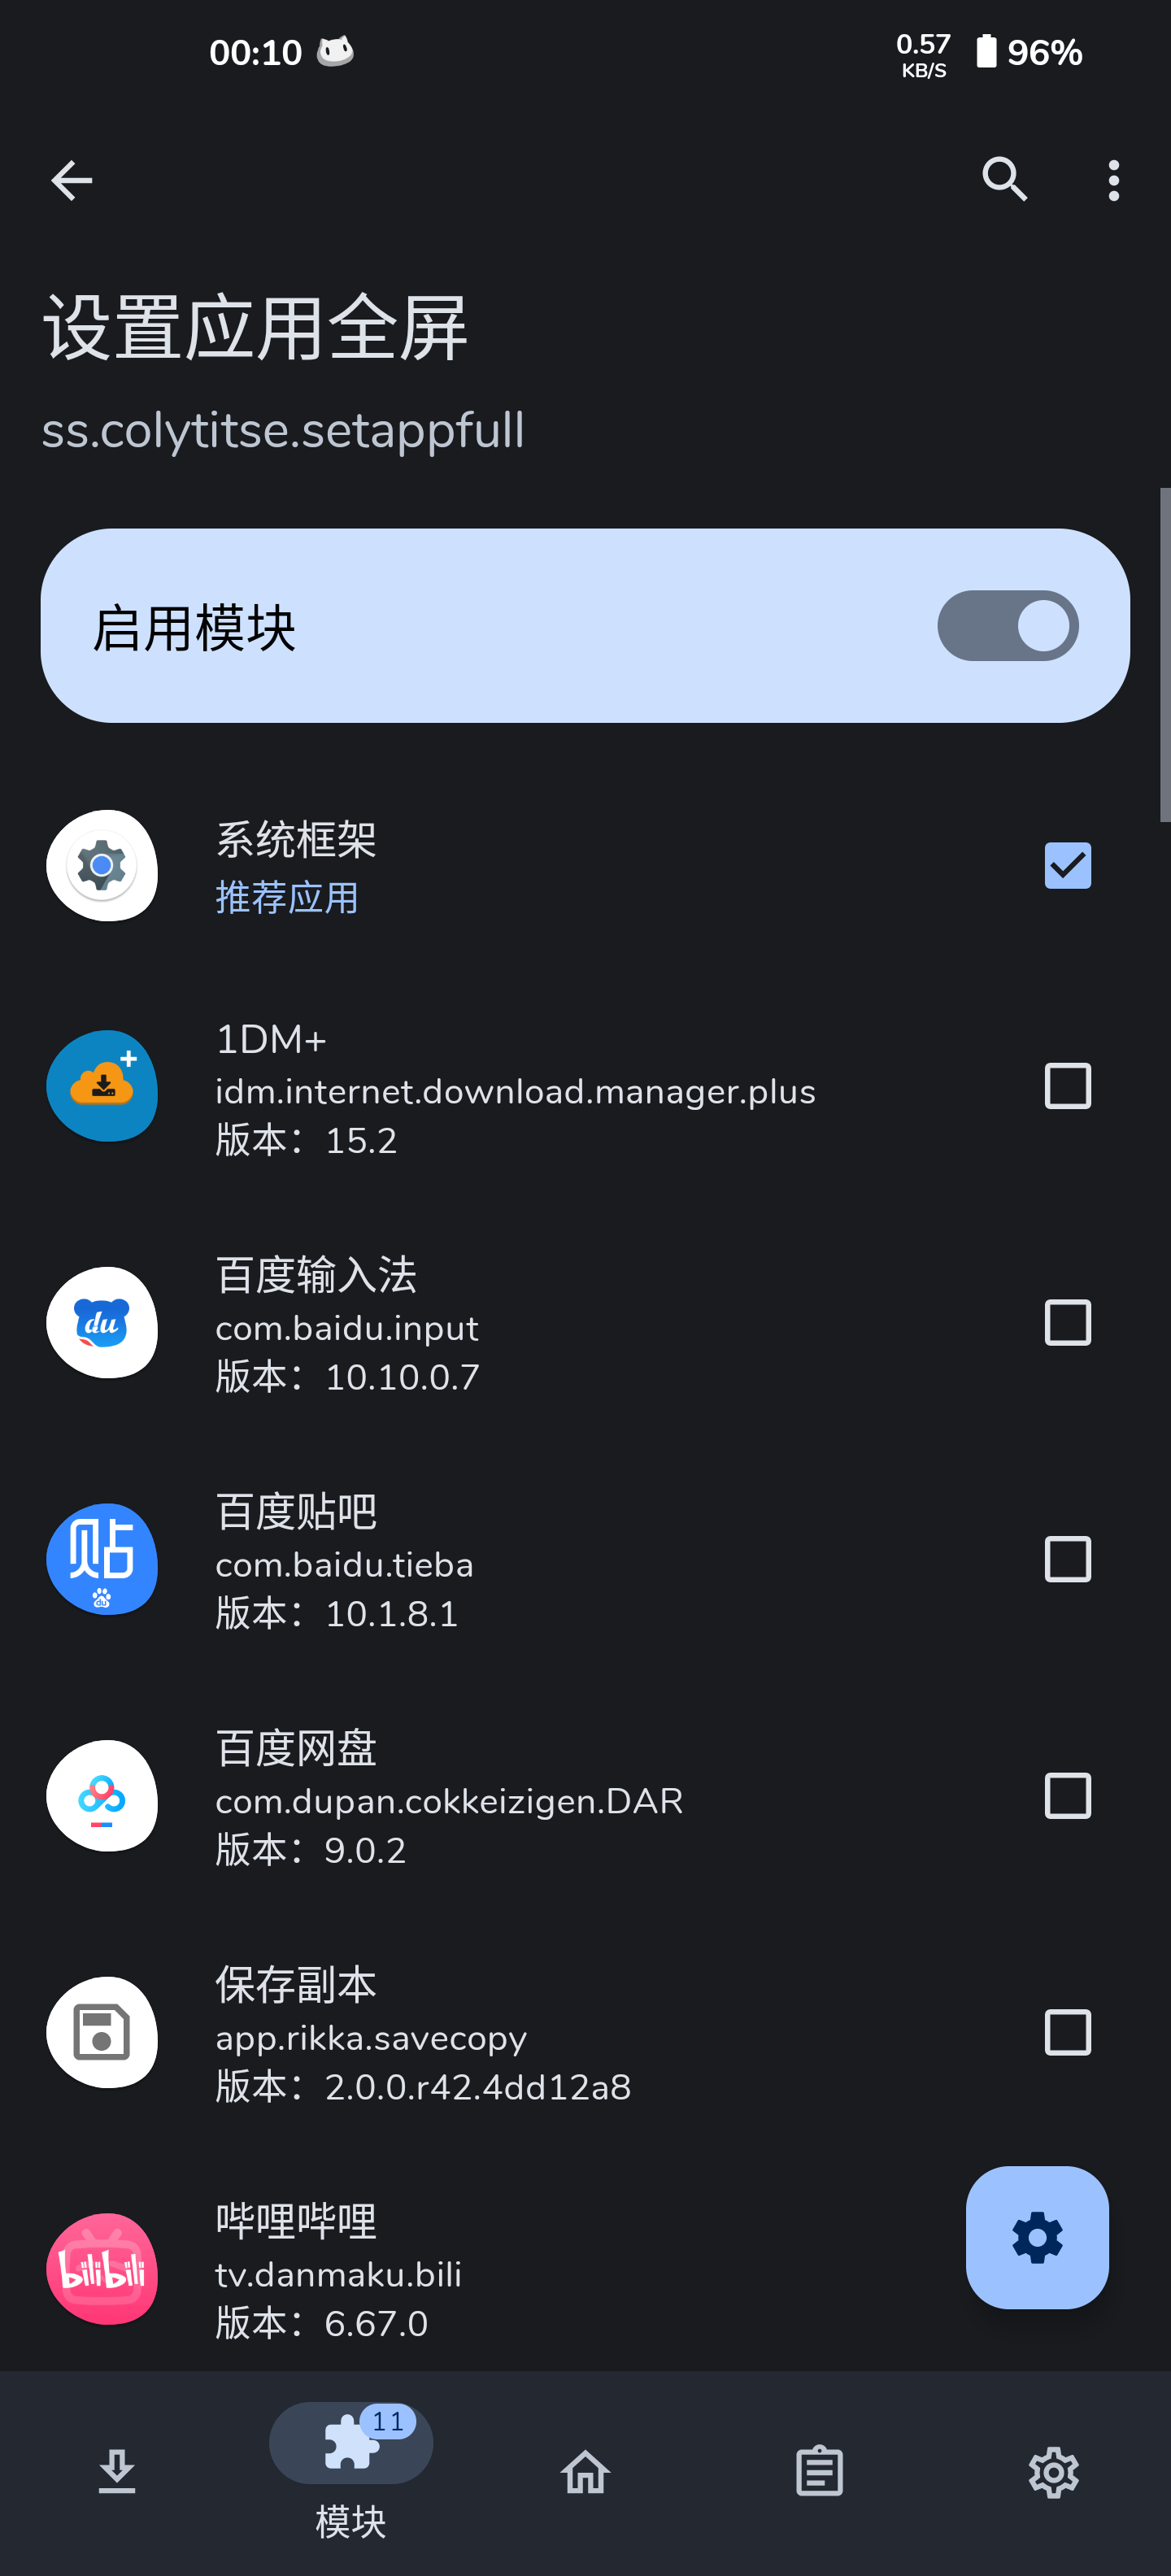 00:10
0.57
KB/S
96%
设置应用全屏
ss.colytitse.setappfull
启用模块
系统框架
推荐应用
1DM+
idm.internet.download.manager.plus
版本：15.2
du
百度输入法
com.baidu.input
版本：10.10.0.7
贴
du
百度贴吧
com.baidu.tieba
版本：10.1.8.1
百度网盘
com.dupan.cokkeizigen.DAR
版本：9.0.2
保存副本
app.rikka.savecopy
版本：2.0.0.r42.4dd12a8
bilibili
哔哩哔哩
tv.danmaku.bili
版本：6.67.0
11
模块